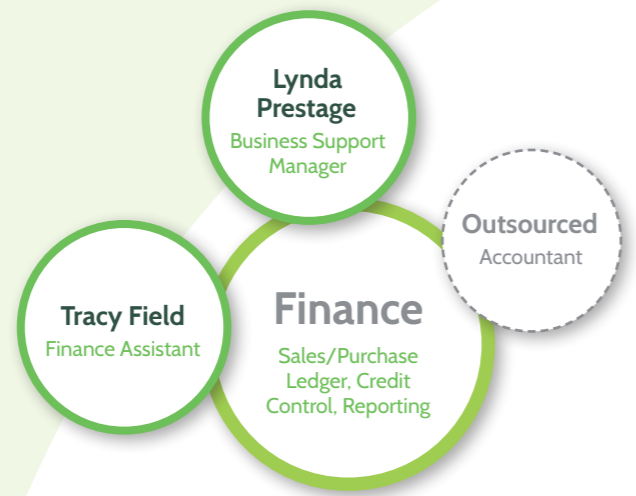 Lynda
Prestage
Business Support
Manager
Outsourced
Accountant
Tracy Field
Finance Assistant
Finance
Sales/Purchase
Ledger, Credit
Control, Reporting